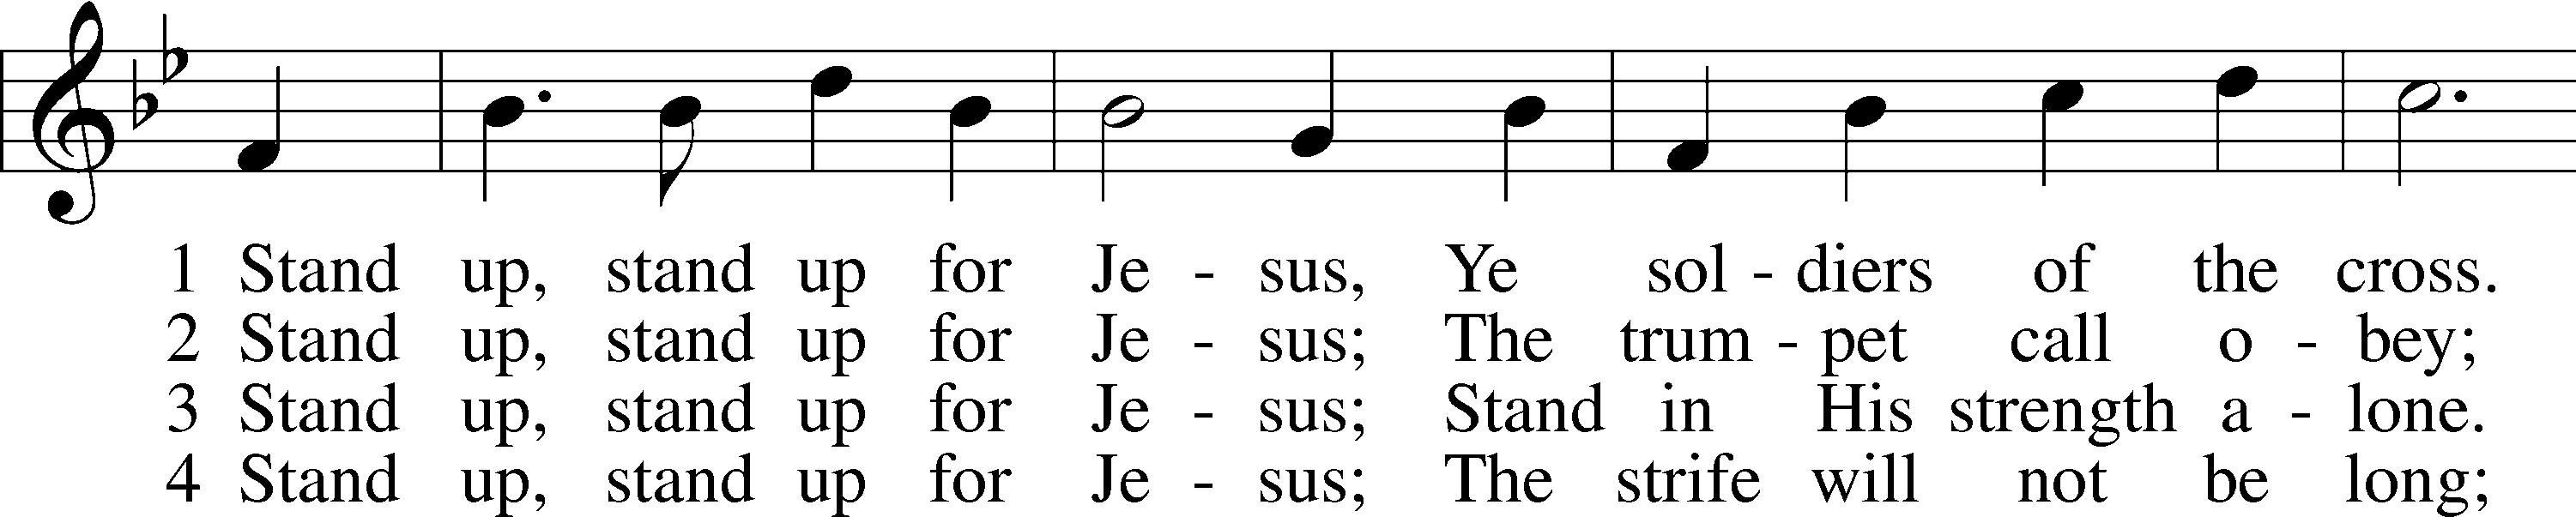 1 Stand up, stand up for Je - sus, Ye sol - diers of the cross.
2 Stand up, stand up for Je - sus; The trum - pet call o - bey;
3 Stand up, stand up for Je - sus; Stand in His strength a - lone.
4 Stand up, stand up for Je - sus; The strife will not be long;